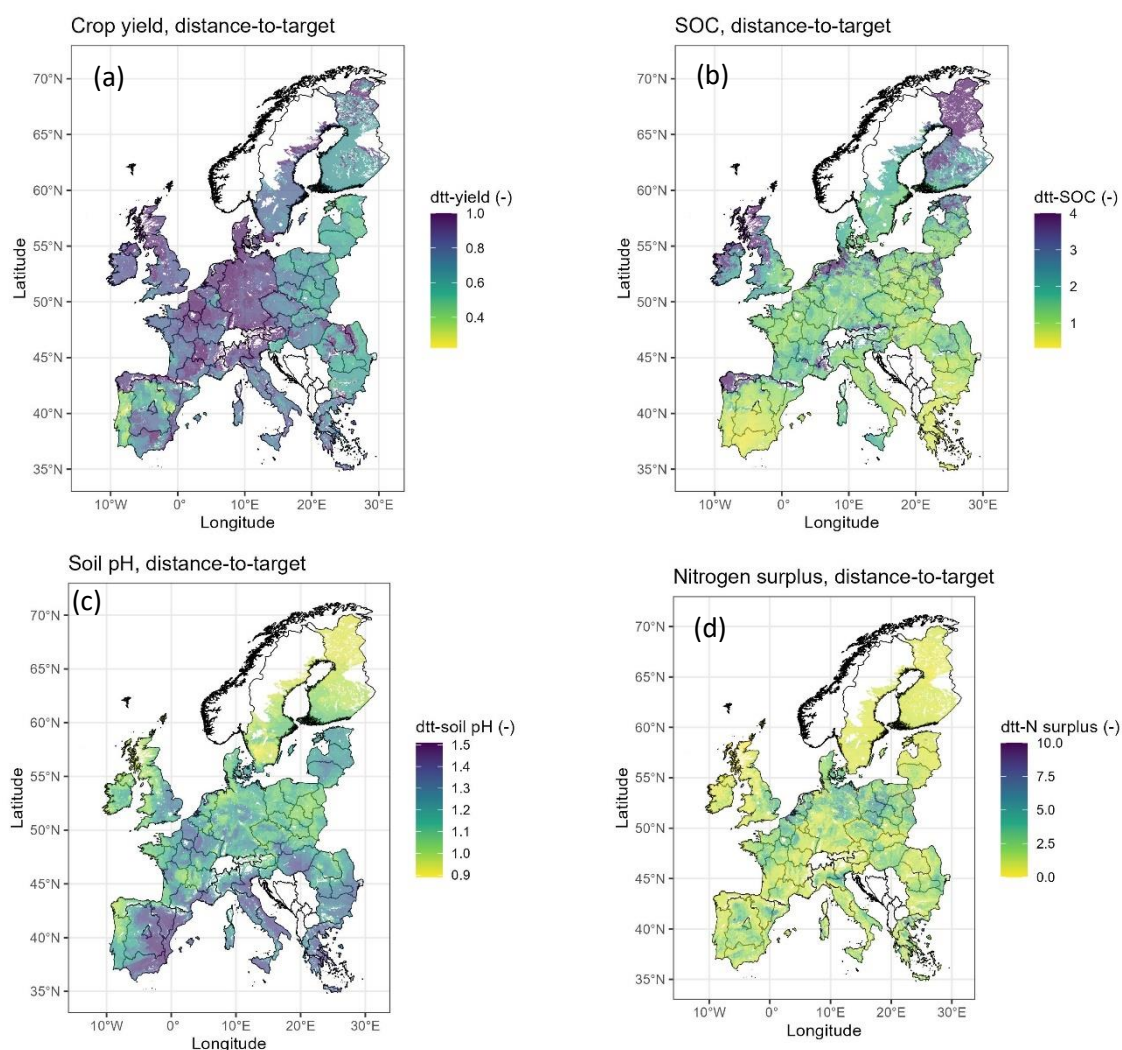 Crop yield, distance-to-target
(a)
70°N
65°N
60°N
55°N
50°N
45°N
40°N
35°N
Latitude
10°W 0° 10°E 20°E 30°E
Longitude
dtt-yield (-)
1.0
0.8
0.6
0.4
SOC, distance-to-target
(b)
70°N
65°N
60°N
55°N
50°N
45°N
40°N
35°N
Latitude
10°W 0° 10°E 20°E 30°E
Longitude
dtt-SOC (-)
4
3
2
1
Soil pH, distance-to-target
(c)
70°N
65°N
60°N
55°N
50°N
45°N
40°N
35°N
Latitude
10°W 0° 10°E 20°E 30°E
Longitude
dtt-soil pH (-)
1.5
1.4
1.3
1.2
1.1
1.0
0.9
Nitrogen surplus, distance-to-target
(d)
70°N
65°N
60°N
55°N
50°N
45°N
40°N
35°N
Latitude
10°W 0° 10°E 20°E 30°E
Longitude
dtt-N surplus (-)
10.0
7.5
5.0
2.5
0.0